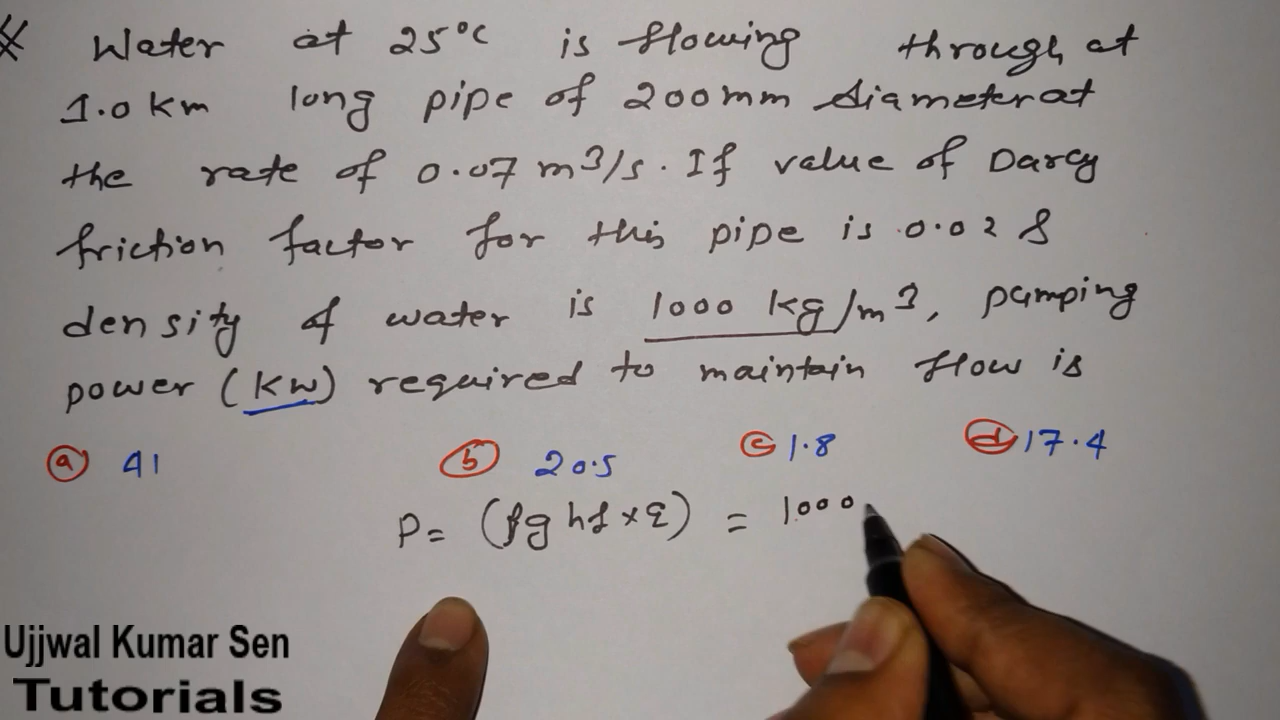 Water at 25°C is flowing through at
1.0 km long pipe of 200mm diameter at
the rate of 0.07 m3/s. If value of Darcy
friction factor for this pipe is 0.02 &
density of water is 1000 kg/m3, pumping
power (KW) required to maintain flow is
a 41 b 20.5 c 1.8 d 17.4
P= (ρg hf × Q) = 1000
Ujjwal Kumar Sen
Tutorials